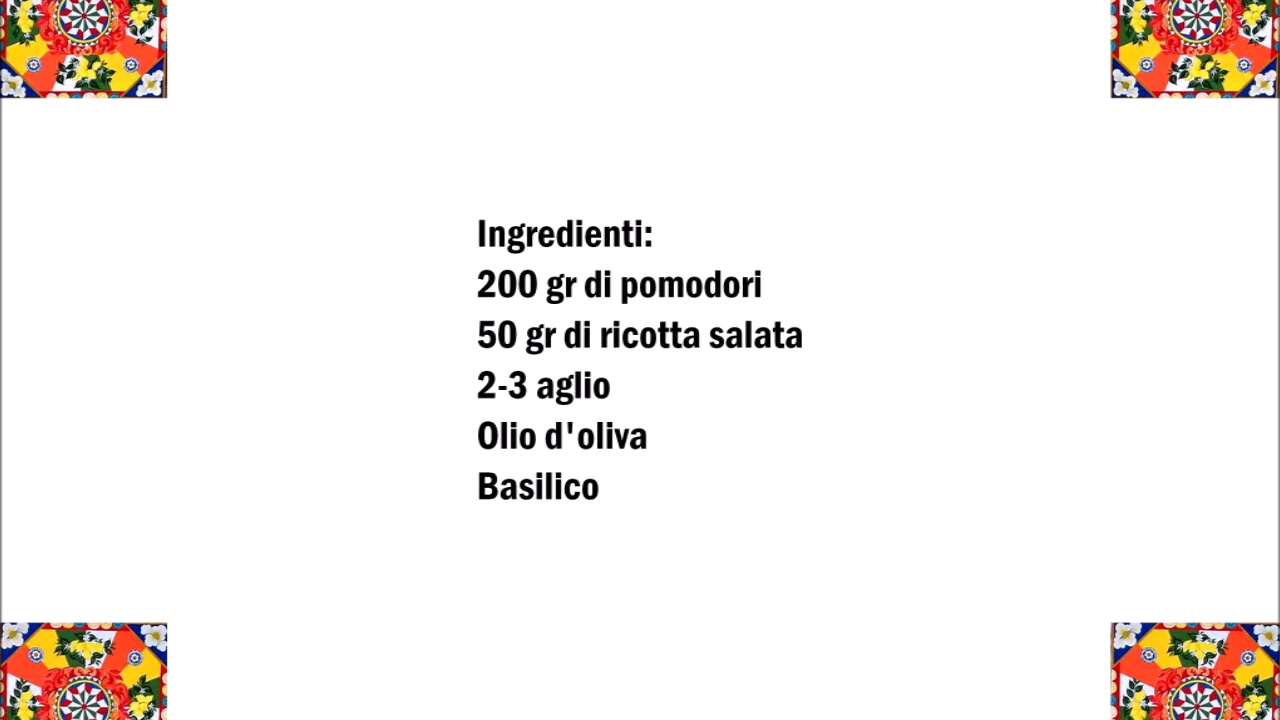 Ingredienti:
200 gr di pomodori
50 gr di ricotta salata
2-3 aglio
Olio d'oliva
Basilico